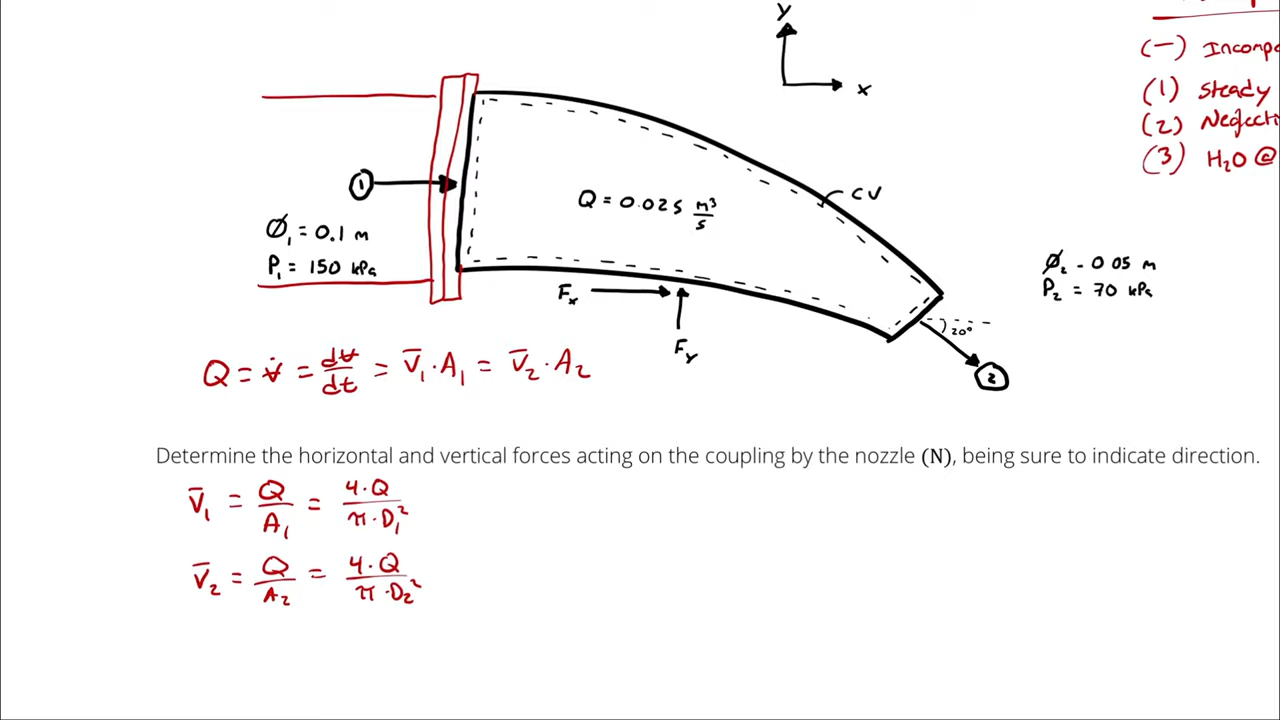 Y
x
(-) Incomp
(1) Steady
(2) Neglecti
(3) H₂O @
①
CV
Q = 0.025 m³/s
Ø₁ = 0.1 m
P₁ = 150 kPa
Ø₂ - 0.05 m
P₂ = 70 kPa
Fx
Fy
20°
②
Q = V̶̇ = dV̶/dt = V̄₁·A₁ = V̄₂·A₂
Determine the horizontal and vertical forces acting on the coupling by the nozzle (N), being sure to indicate direction.
V̄₁ = Q/A₁ = 4·Q/π·D₁²
V̄₂ = Q/A₂ = 4·Q/π·D₂²